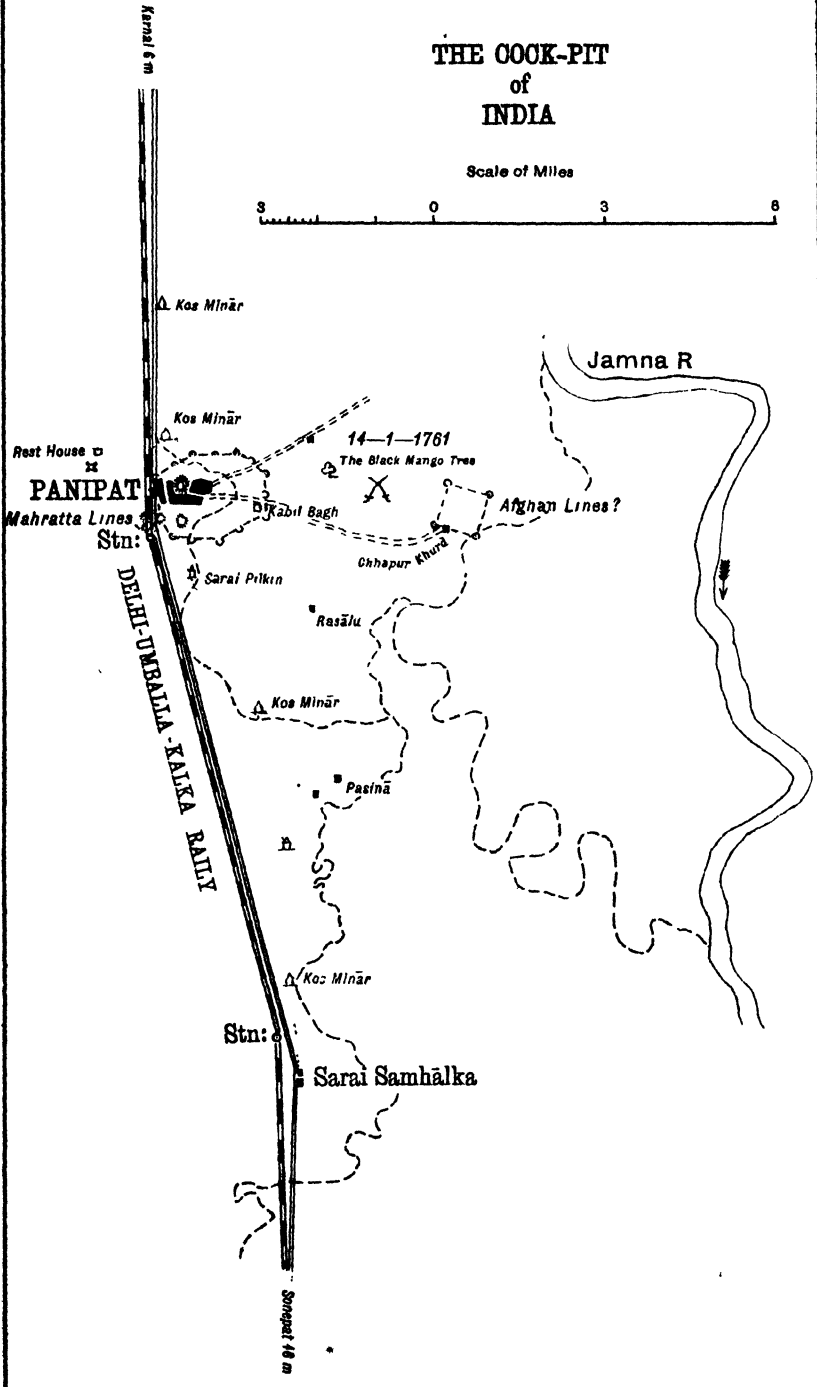 Karnal 6 m
THE COCK-PIT
of
INDIA
Scale of Miles
3 0 3 6
Kos Minār
Jamna R
Kos Minār
14—1—1761
Rest House
The Black Mango Tree
PANIPAT
Afghan Lines?
Mahratta Lines
Kabil Bagh
Stn:
Chhapur Khurd
Sarai Pilkin
DELHI-UMBALLA-KALKA RAILY
Rasālu
Kos Minār
Pasinā
Kos Minār
Stn:
Sarai Samhālka
Sonepat 16 m